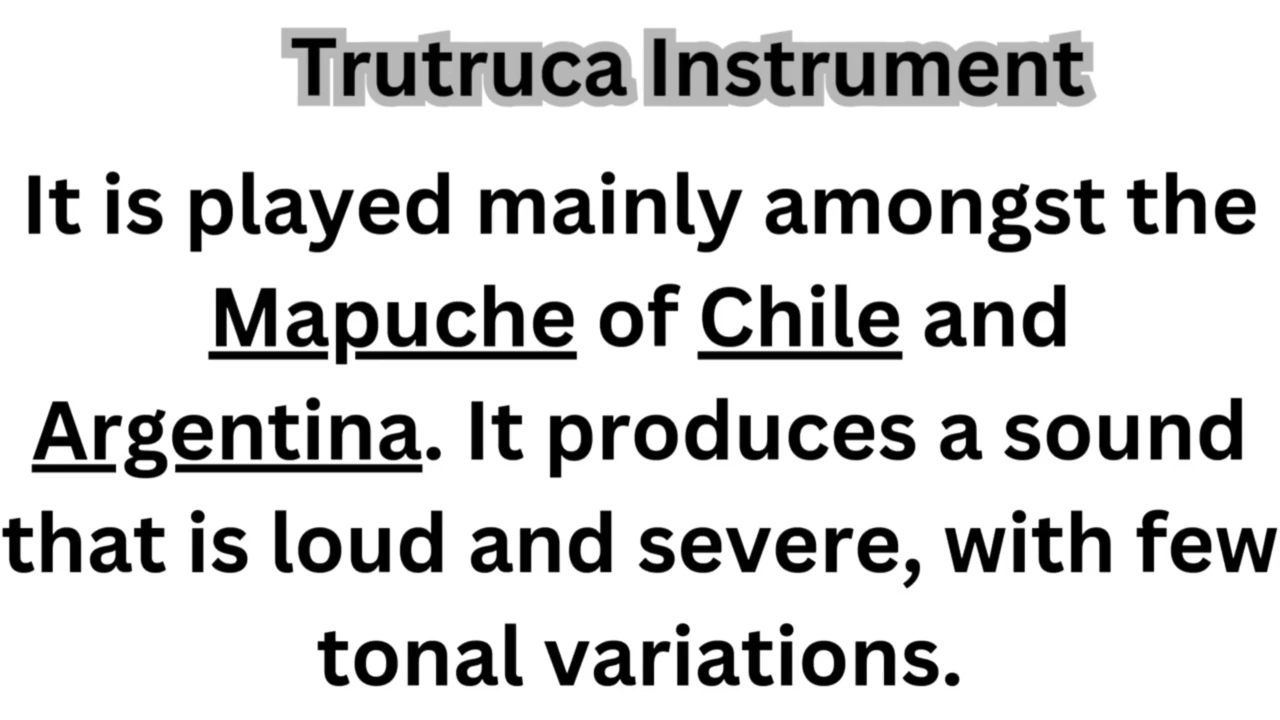 Trutruca Instrument
It is played mainly amongst the
Mapuche of Chile and
Argentina. It produces a sound
that is loud and severe, with few
tonal variations.